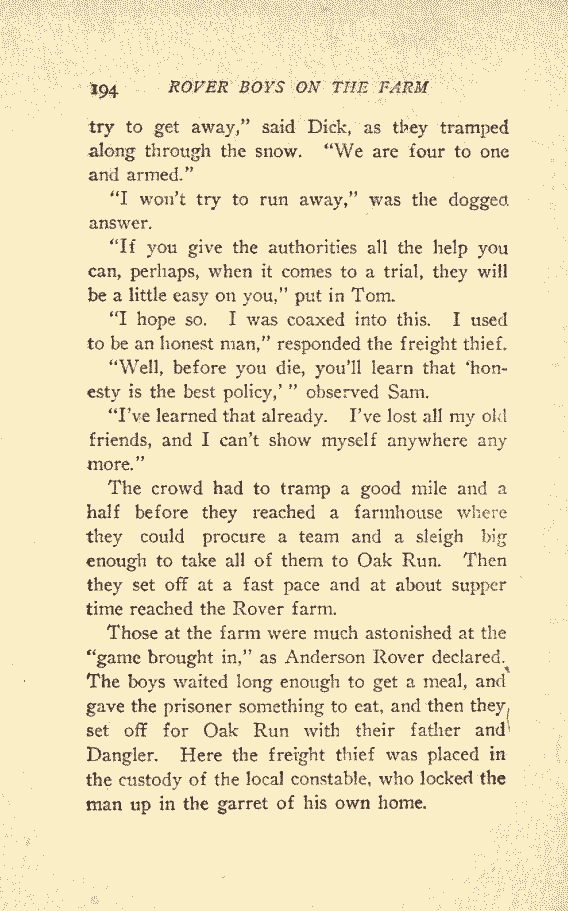 194 ROVER BOYS ON THE FARM
try to get away,” said Dick, as they tramped
along through the snow. “We are four to one
and armed.”
“I won’t try to run away,” was the dogged
answer.
“If you give the authorities all the help you
can, perhaps, when it comes to a trial, they will
be a little easy on you,” put in Tom.
“I hope so. I was coaxed into this. I used
to be an honest man,” responded the freight thief.
“Well, before you die, you’ll learn that ‘hon-
esty is the best policy,’ ” observed Sam.
“I’ve learned that already. I’ve lost all my old
friends, and I can’t show myself anywhere any
more.”
The crowd had to tramp a good mile and a
half before they reached a farmhouse where
they could procure a team and a sleigh big
enough to take all of them to Oak Run. Then
they set off at a fast pace and at about supper
time reached the Rover farm.
Those at the farm were much astonished at the
“game brought in,” as Anderson Rover declared.
The boys waited long enough to get a meal, and
gave the prisoner something to eat, and then they
set off for Oak Run with their father and
Dangler. Here the freight thief was placed in
the custody of the local constable, who locked the
man up in the garret of his own home.